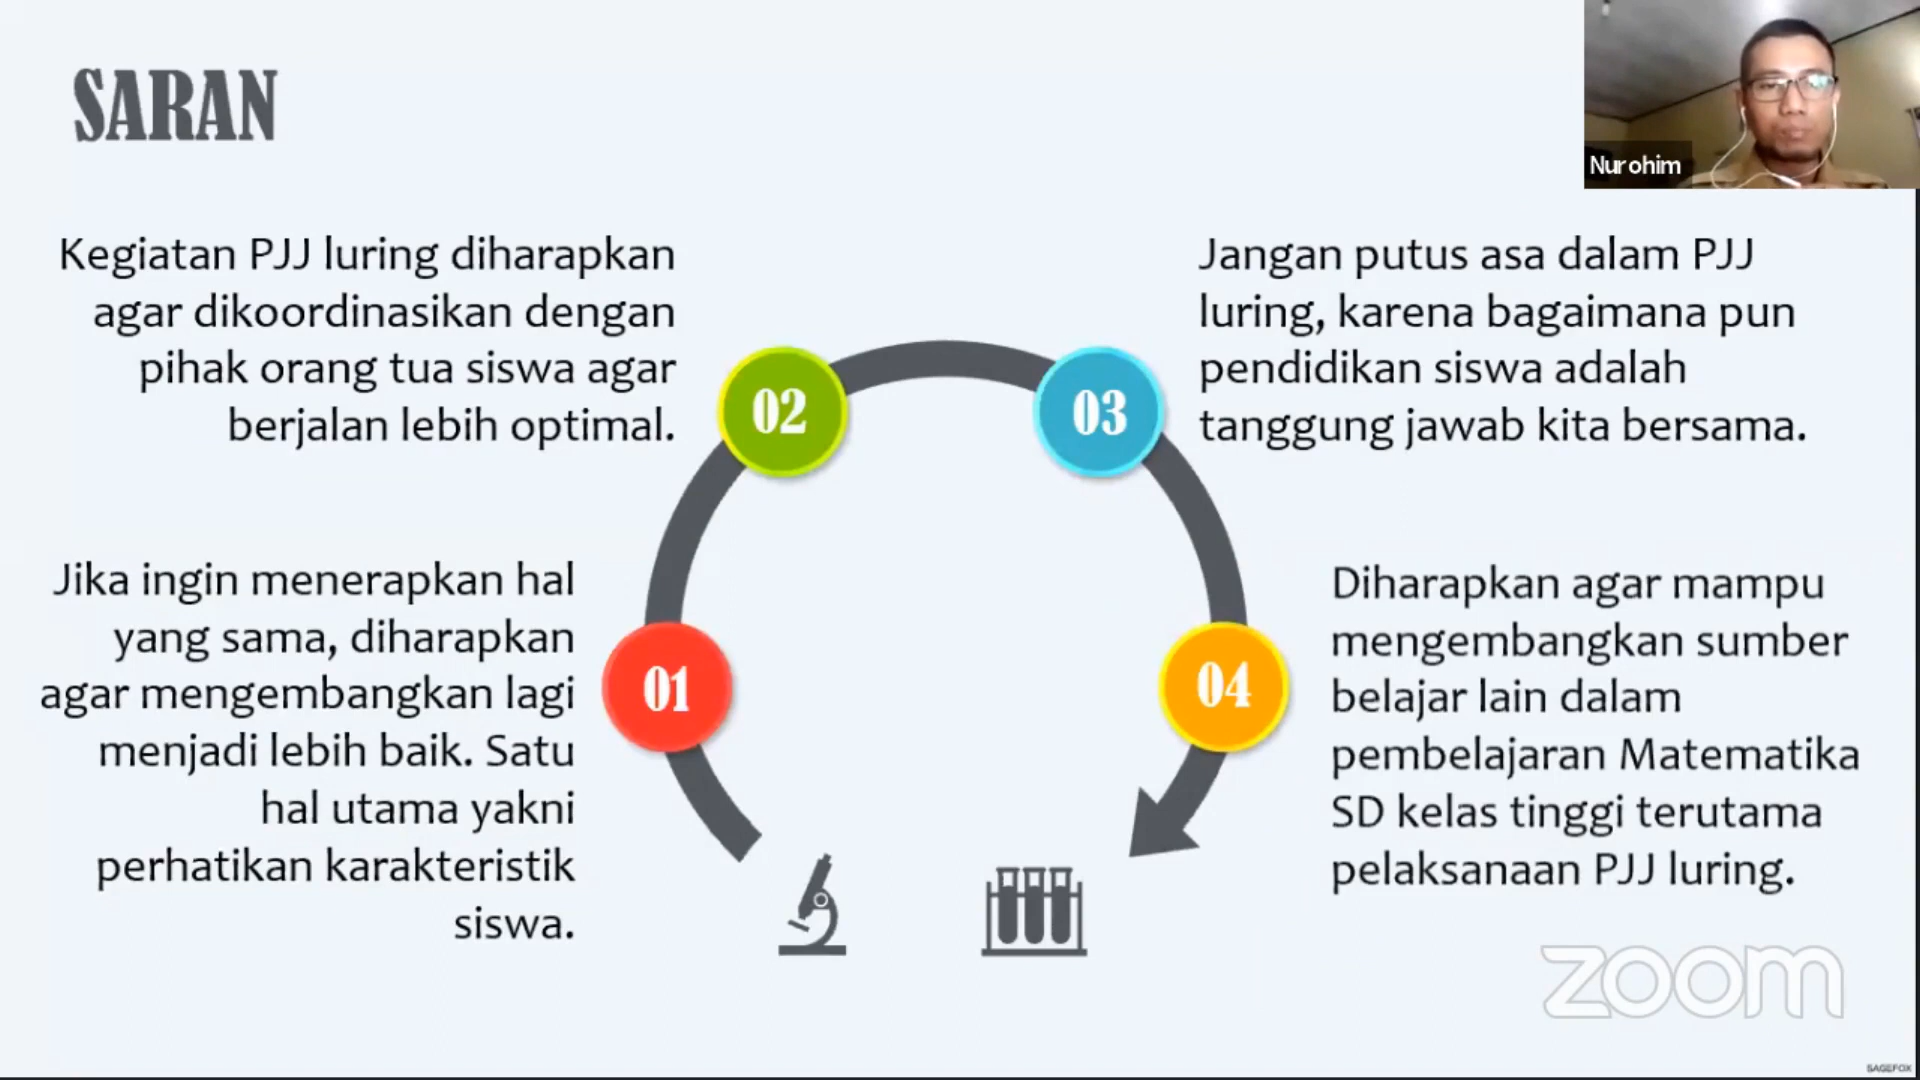 SARAN
Nurohim
Kegiatan PJJ luring diharapkan
agar dikoordinasikan dengan
pihak orang tua siswa agar
berjalan lebih optimal.
02
03
Jangan putus asa dalam PJJ
luring, karena bagaimana pun
pendidikan siswa adalah
tanggung jawab kita bersama.
Jika ingin menerapkan hal
yang sama, diharapkan
agar mengembangkan lagi
menjadi lebih baik. Satu
hal utama yakni
perhatikan karakteristik
siswa.
01
04
Diharapkan agar mampu
mengembangkan sumber
belajar lain dalam
pembelajaran Matematika
SD kelas tinggi terutama
pelaksanaan PJJ luring.
zoom
SAGEFOX